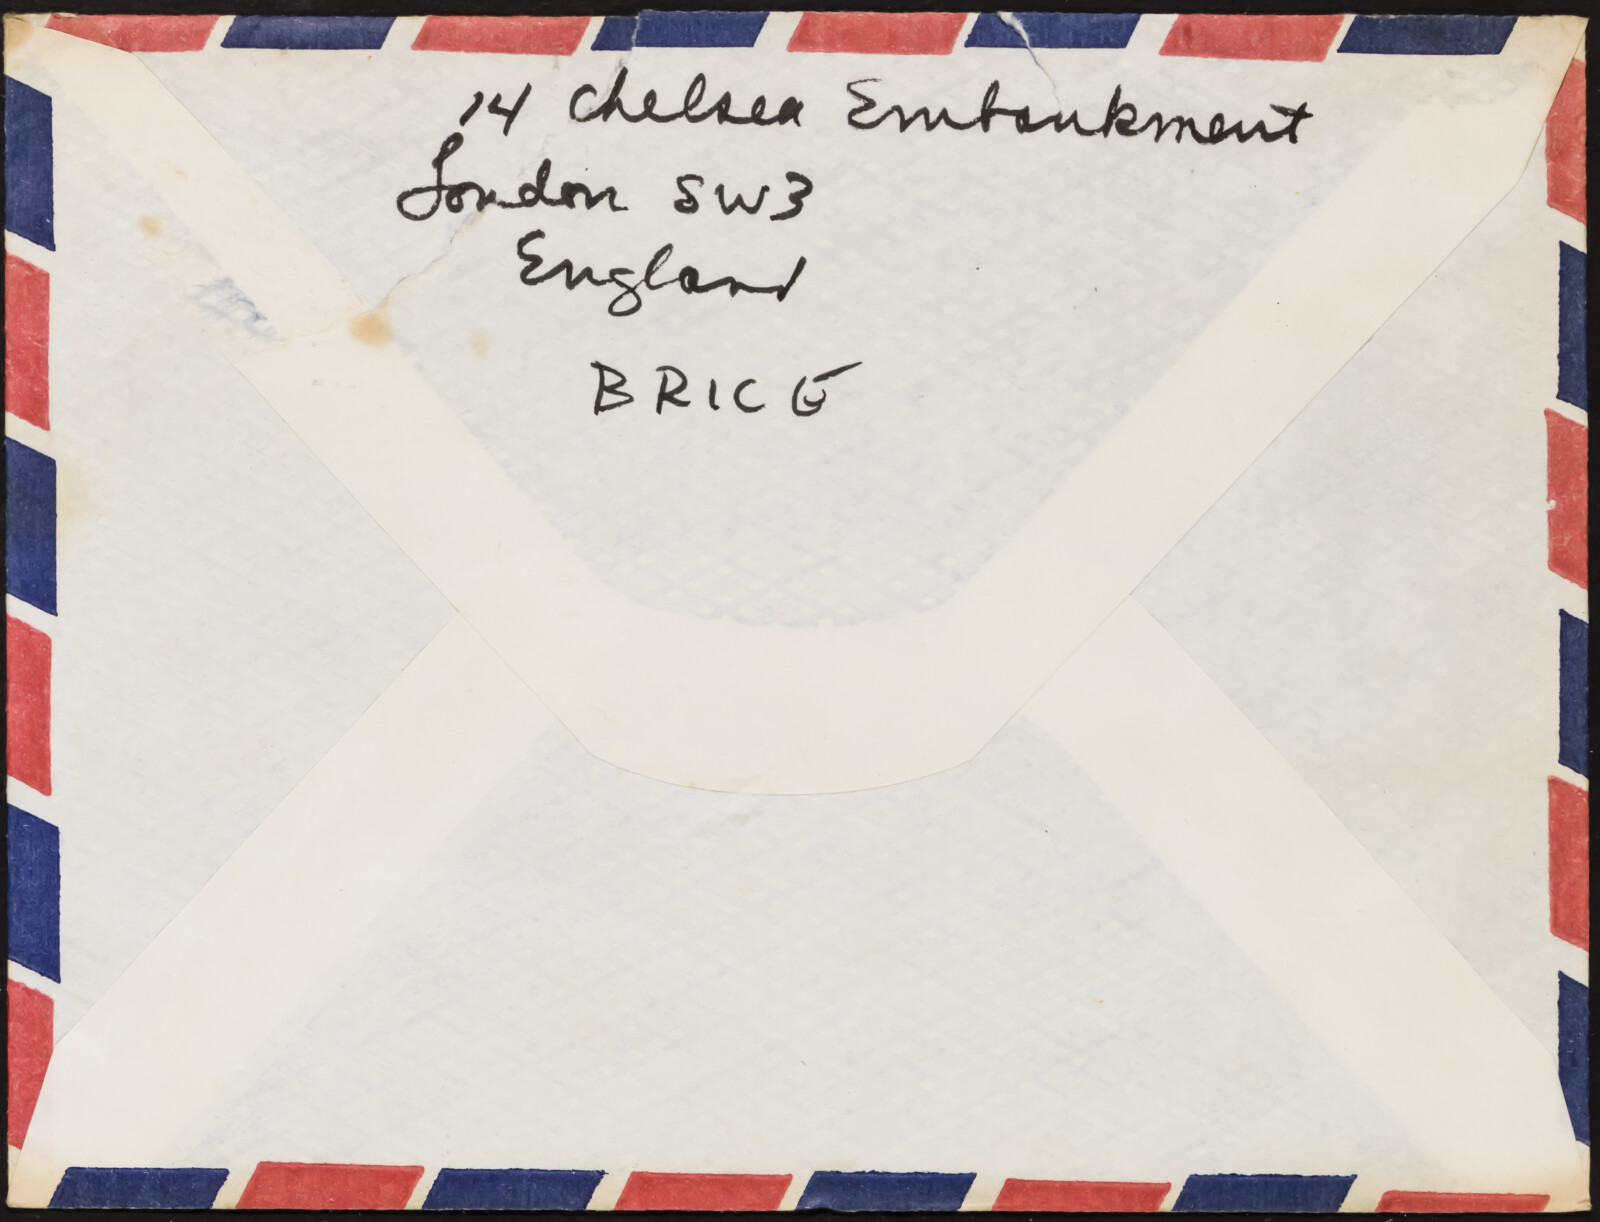 14 Chelsea Embankment
London SW3
England
BRICE